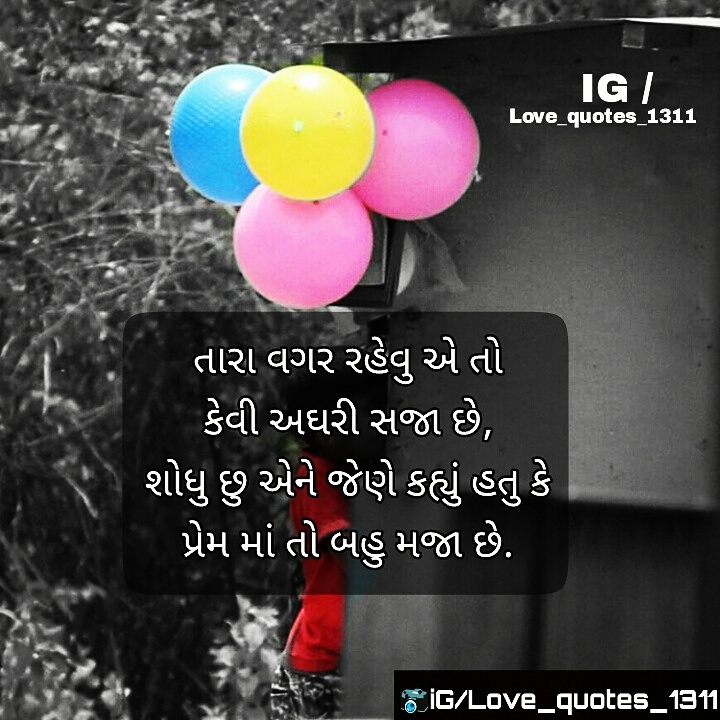 IG /
Love_quotes_1311
તારા વગર રહેવુ એ તો
કેવી અઘરી સજા છે,
શોધુ છુ એને જેણે કહ્યું હતુ કે
પ્રેમ માં તો બહુ મજા છે.
iG/Love_quotes_1311